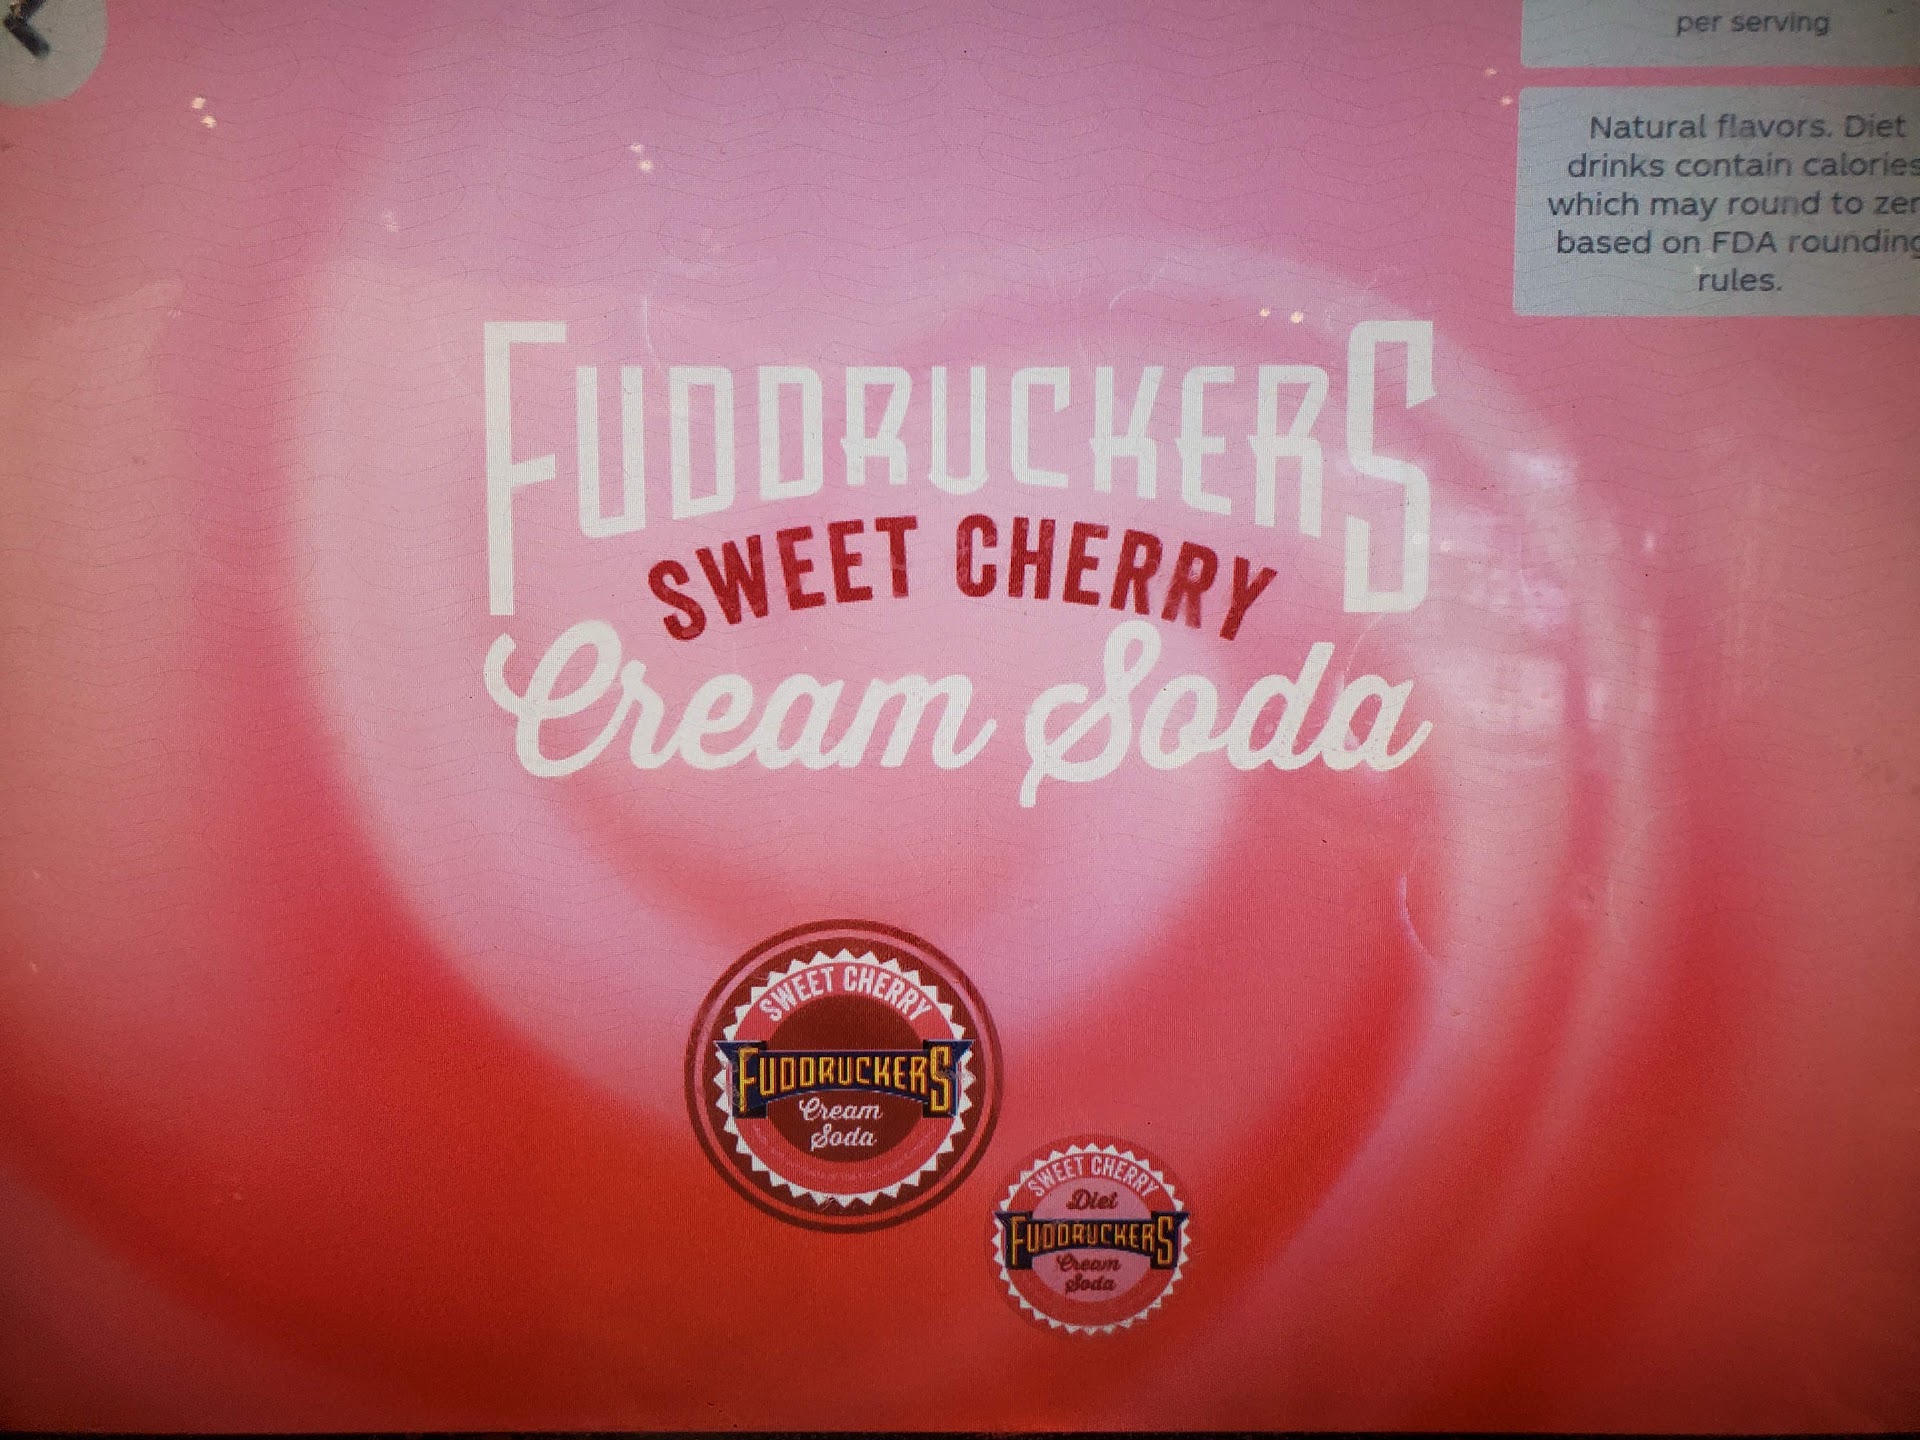 per serving
Natural flavors. Diet
drinks contain calories
which may round to zer
based on FDA rounding
rules.
FUDDRUCKERS
SWEET CHERRY
Cream Soda
SWEET CHERRY
FUDDRUCKERS
Cream
Soda
SWEET CHERRY
Diet
FUDDRUCKERS
Cream
Soda